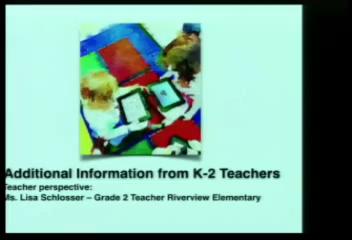 Additional Information from K-2 Teachers
Teacher perspective:
Ms. Lisa Schlosser – Grade 2 Teacher Riverview Elementary